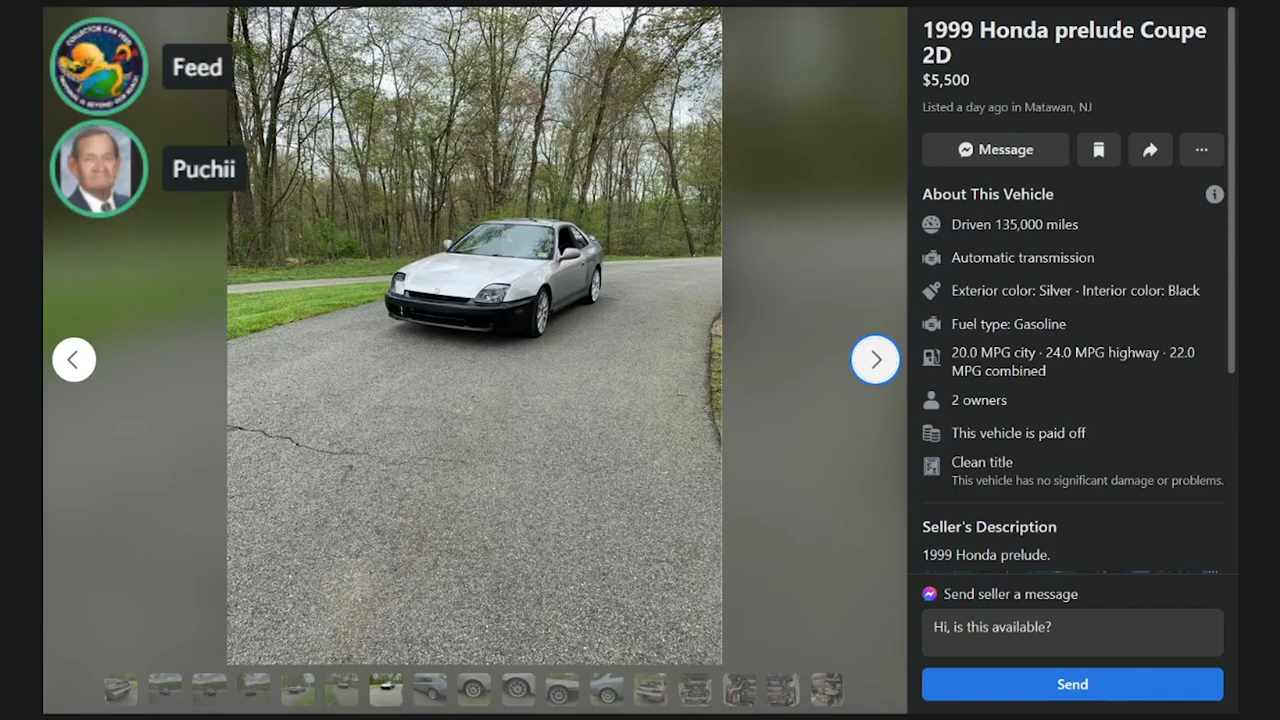 Feed
Puchii
1999 Honda prelude Coupe
2D
$5,500
Listed a day ago in Matawan, NJ
Message
About This Vehicle
Driven 135,000 miles
Automatic transmission
Exterior color: Silver · Interior color: Black
Fuel type: Gasoline
20.0 MPG city · 24.0 MPG highway · 22.0
MPG combined
2 owners
This vehicle is paid off
Clean title
This vehicle has no significant damage or problems.
Seller's Description
1999 Honda prelude.
Send seller a message
Hi, is this available?
Send